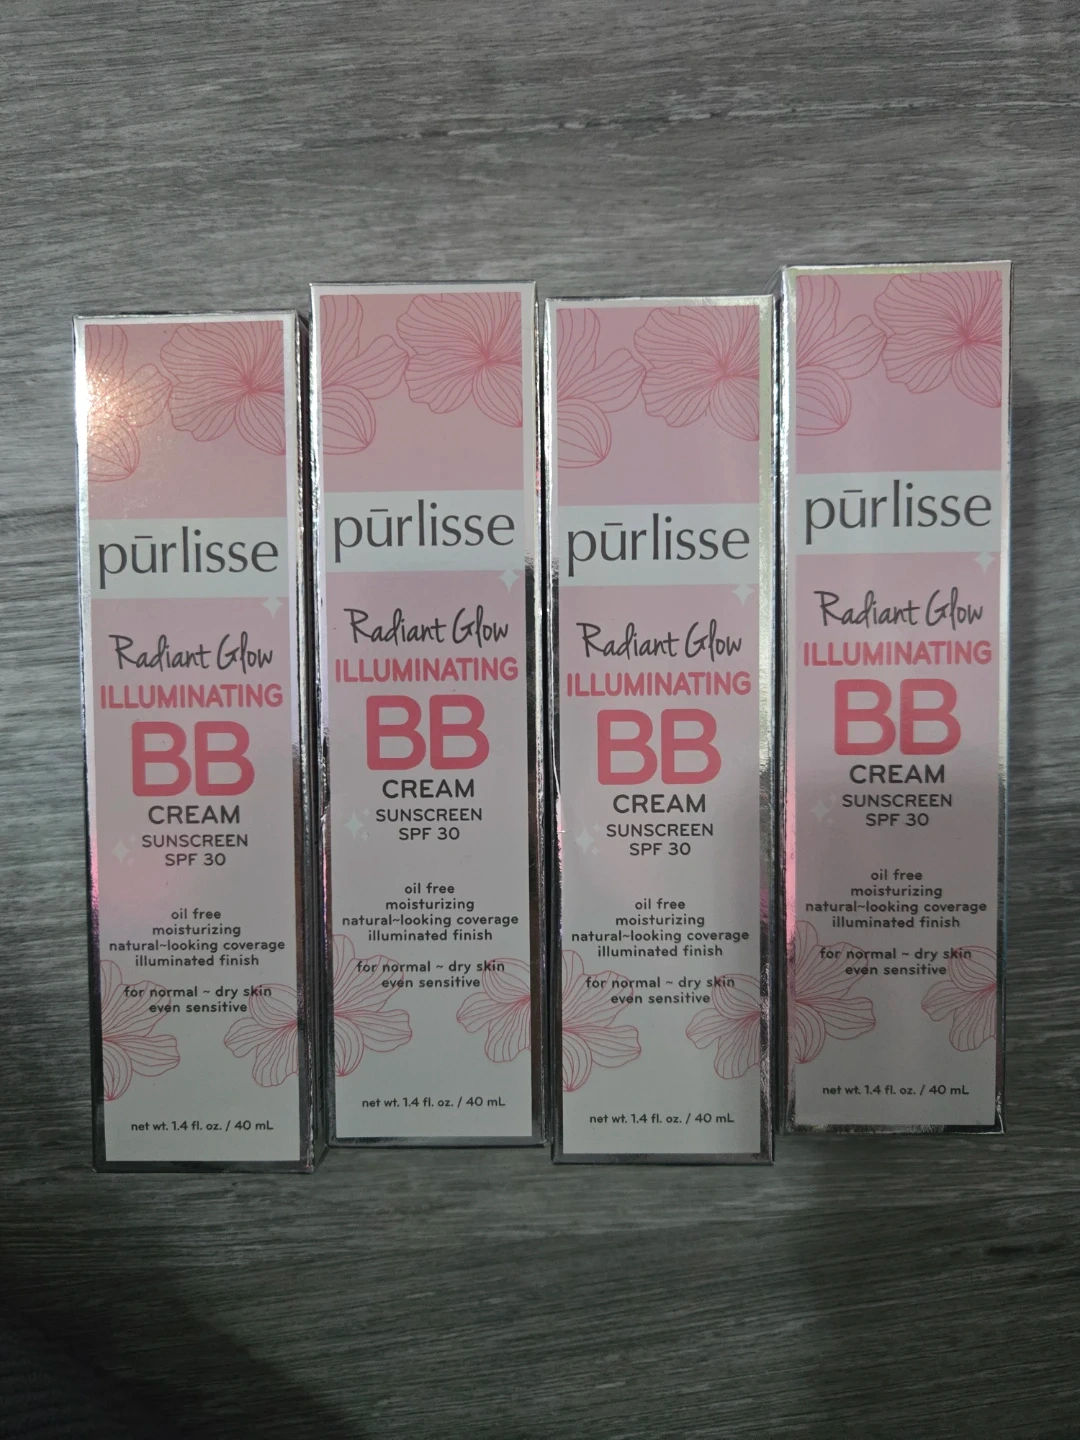 pūrlisse
Radiant Glow
ILLUMINATING
BB
CREAM
SUNSCREEN
SPF 30
oil free
moisturizing
natural~looking coverage
illuminated finish
for normal ~ dry skin
even sensitive
net wt. 1.4 fl. oz. / 40 mL
pūrlisse
Radiant Glow
ILLUMINATING
BB
CREAM
SUNSCREEN
SPF 30
oil free
moisturizing
natural~looking coverage
illuminated finish
for normal ~ dry skin
even sensitive
net wt. 1.4 fl. oz. / 40 mL
pūrlisse
Radiant Glow
ILLUMINATING
BB
CREAM
SUNSCREEN
SPF 30
oil free
moisturizing
natural~looking coverage
illuminated finish
for normal ~ dry skin
even sensitive
net wt. 1.4 fl. oz. / 40 mL
pūrlisse
Radiant Glow
ILLUMINATING
BB
CREAM
SUNSCREEN
SPF 30
oil free
moisturizing
natural~looking coverage
illuminated finish
for normal ~ dry skin
even sensitive
net wt. 1.4 fl. oz. / 40 mL